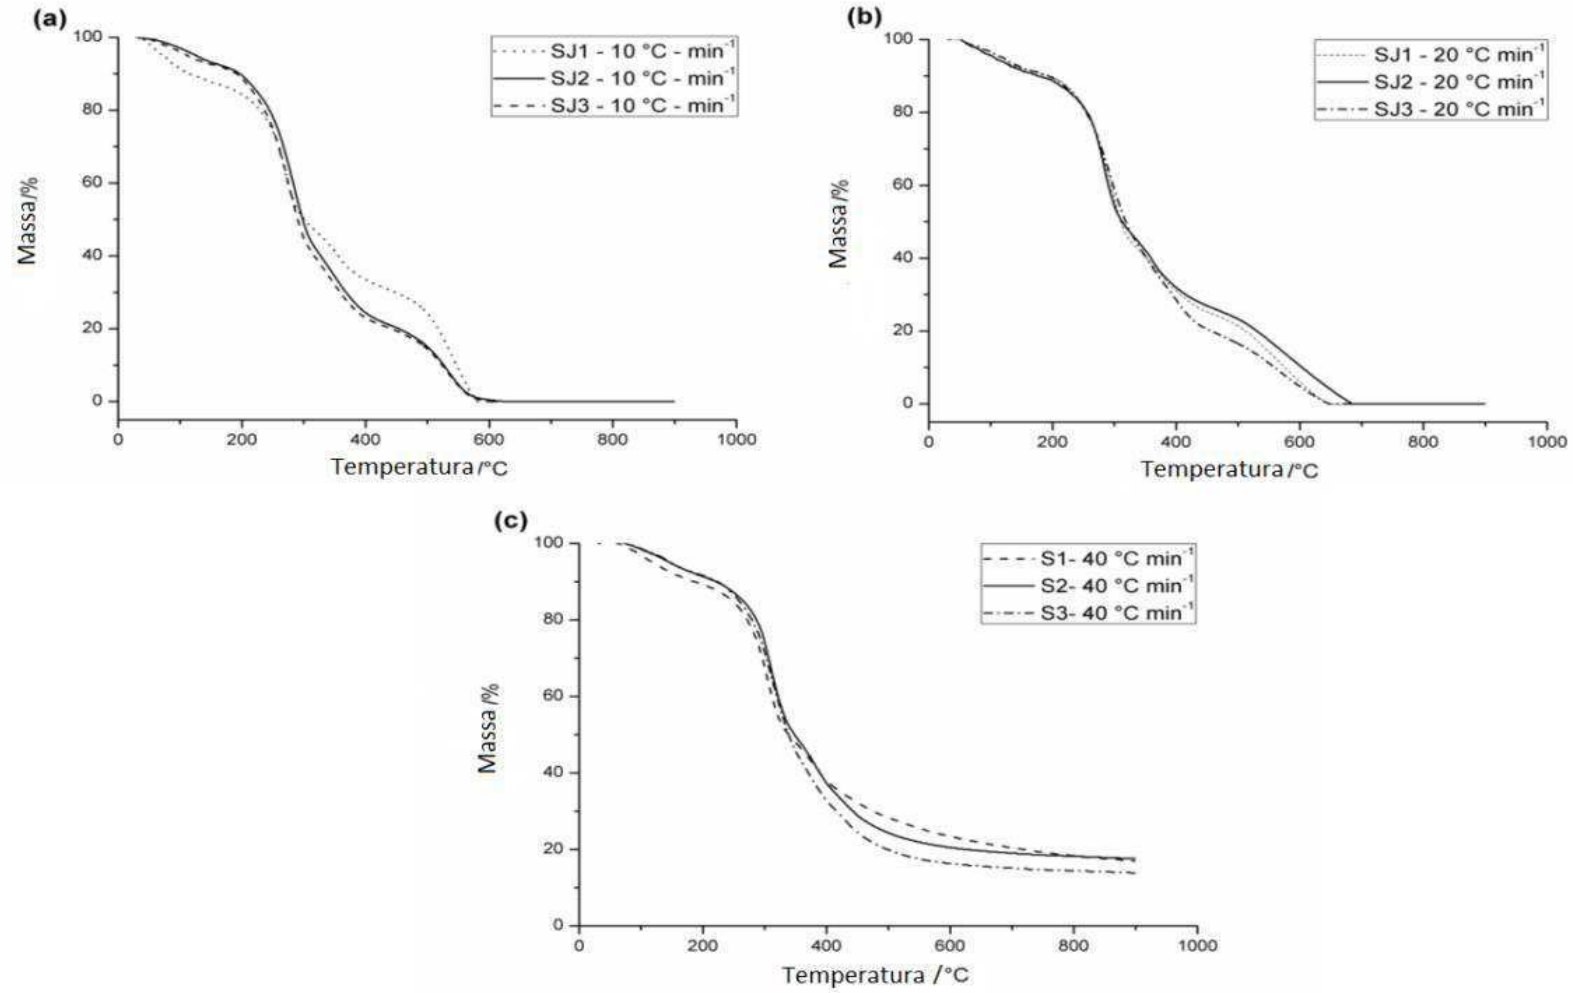 (a)
100
80
60
40
20
0
Massa/%
0 200 400 600 800 1000
Temperatura/°C
SJ1 - 10 °C - min⁻¹
SJ2 - 10 °C - min⁻¹
SJ3 - 10 °C - min⁻¹
(b)
100
80
60
40
20
0
Massa/%
0 200 400 600 800 1000
Temperatura/°C
SJ1 - 20 °C min⁻¹
SJ2 - 20 °C min⁻¹
SJ3 - 20 °C min⁻¹
(c)
100
80
60
40
20
0
Massa/%
0 200 400 600 800 1000
Temperatura /°C
S1- 40 °C min⁻¹
S2- 40 °C min⁻¹
S3- 40 °C min⁻¹